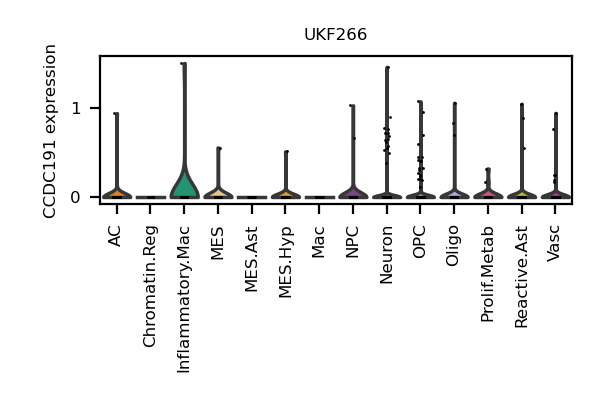 UKF266
CCDC191 expression
1
0
AC
Chromatin.Reg
Inflammatory.Mac
MES
MES.Ast
MES.Hyp
Mac
NPC
Neuron
OPC
Oligo
Prolif.Metab
Reactive.Ast
Vasc